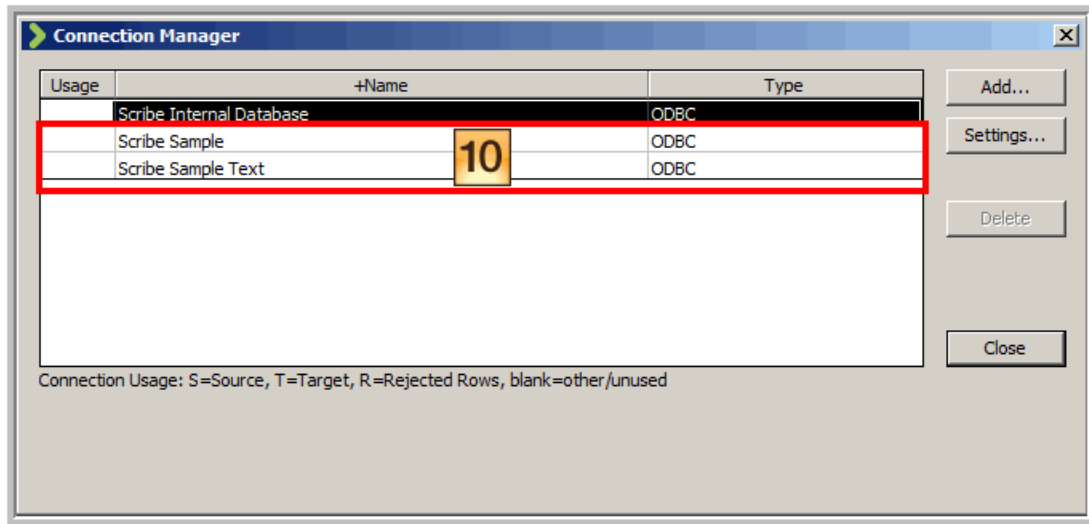 Connection Manager
Usage +Name Type Add...
Scribe Internal Database ODBC
Scribe Sample ODBC Settings...
10
Scribe Sample Text ODBC
Delete
Close
Connection Usage: S=Source, T=Target, R=Rejected Rows, blank=other/unused